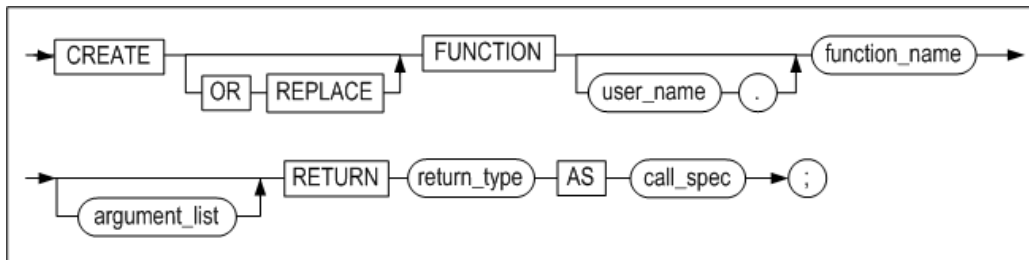 CREATE FUNCTION function_name
OR REPLACE user_name .
RETURN return_type AS call_spec ;
argument_list